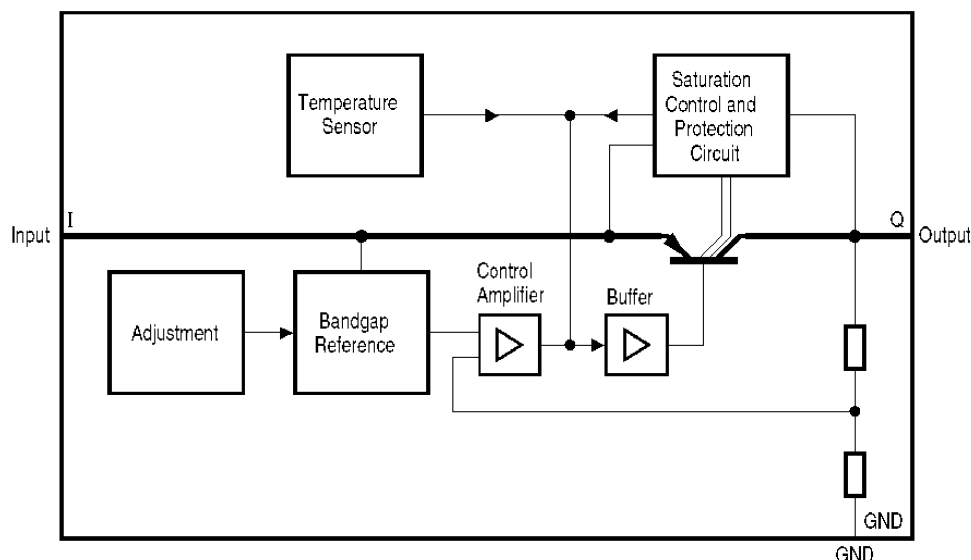 Temperature
Sensor
Saturation
Control and
Protection
Circuit
Input
I
Q
Output
Adjustment
Bandgap
Reference
Control
Amplifier
Buffer
GND
GND